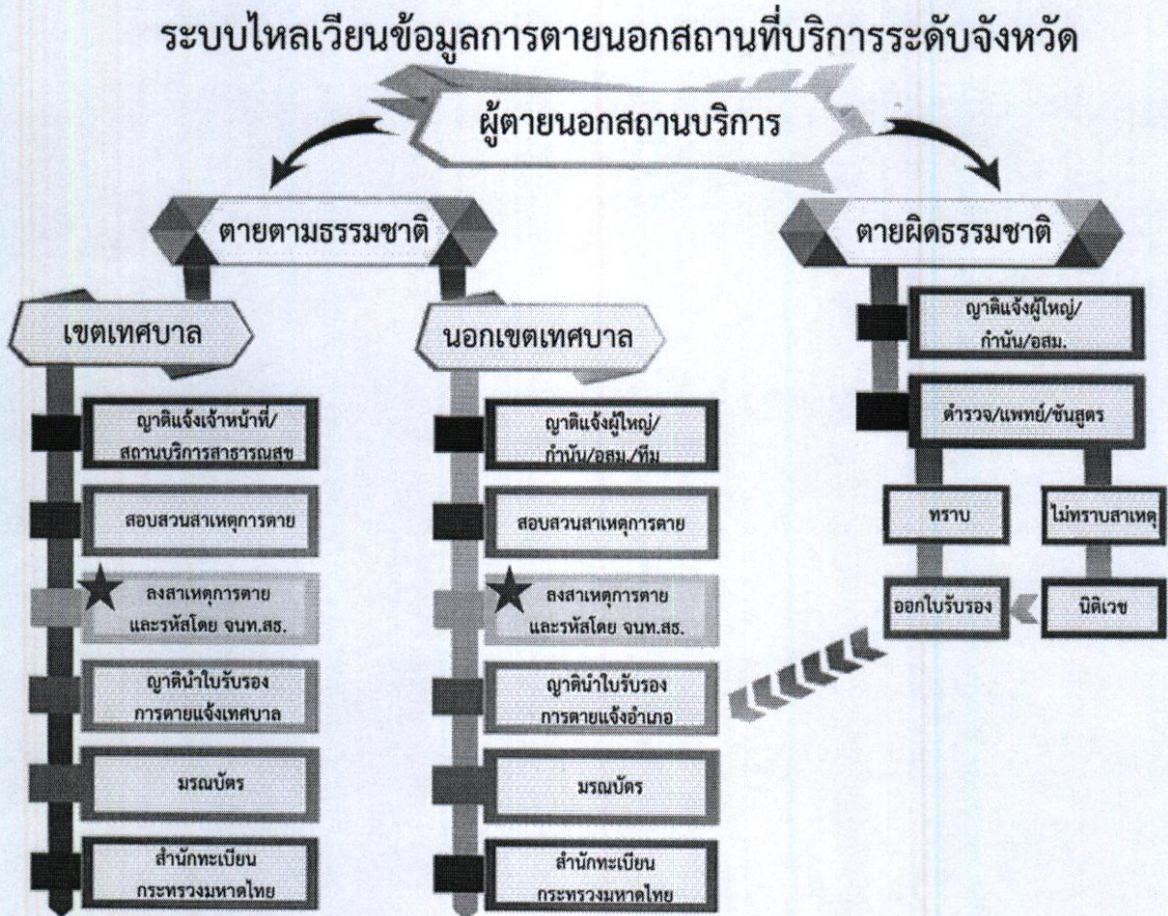 ระบบไหลเวียนข้อมูลการตายนอกสถานที่บริการระดับจังหวัด
ผู้ตายนอกสถานบริการ
ตายตามธรรมชาติ
เขตเทศบาล
ญาติแจ้งเจ้าหน้าที่/
สถานบริการสาธารณสุข
สอบสวนสาเหตุการตาย
ลงสาเหตุการตาย
และรหัสโดย จนท.สธ.
ญาตินำใบรับรอง
การตายแจ้งเทศบาล
มรณบัตร
สำนักทะเบียน
กระทรวงมหาดไทย
นอกเขตเทศบาล
ญาติแจ้งผู้ใหญ่/
กำนัน/อสม./ทีม
สอบสวนสาเหตุการตาย
ลงสาเหตุการตาย
และรหัสโดย จนท.สธ.
ญาตินำใบรับรอง
การตายแจ้งอำเภอ
มรณบัตร
สำนักทะเบียน
กระทรวงมหาดไทย
ตายผิดธรรมชาติ
ญาติแจ้งผู้ใหญ่/
กำนัน/อสม.
ตำรวจ/แพทย์/ชันสูตร
ทราบ
ไม่ทราบสาเหตุ
ออกใบรับรอง
นิติเวช